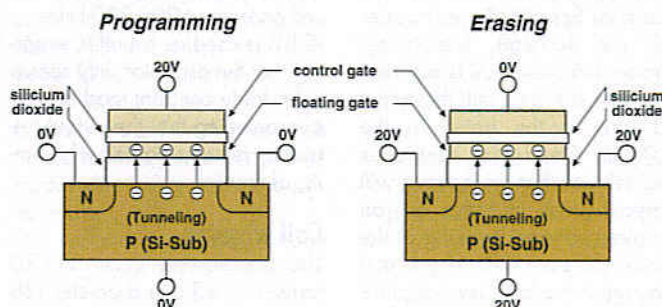 Programming
Erasing
20V
0V
silicium
dioxide
control gate
floating gate
silicium
dioxide
0V
0V
20V
20V
N
N
(Tunneling)
P (Si-Sub)
N
N
(Tunneling)
P (Si-Sub)
0V
20V